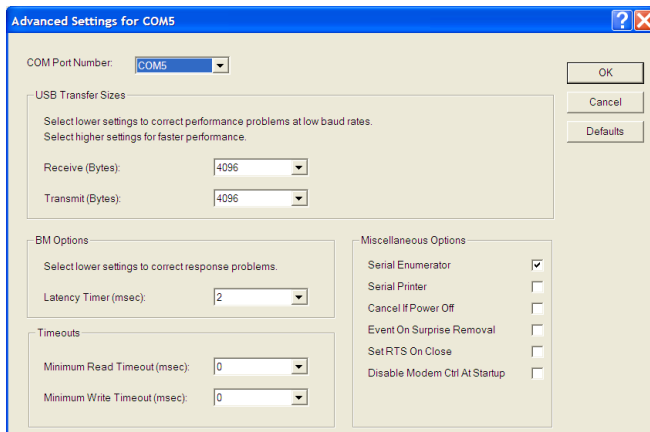 Advanced Settings for COM5
COM Port Number: COM5
OK
Cancel
Defaults
USB Transfer Sizes
Select lower settings to correct performance problems at low baud rates.
Select higher settings for faster performance.
Receive (Bytes): 4096
Transmit (Bytes): 4096
BM Options
Select lower settings to correct response problems.
Latency Timer (msec): 2
Timeouts
Minimum Read Timeout (msec): 0
Minimum Write Timeout (msec): 0
Miscellaneous Options
Serial Enumerator
Serial Printer
Cancel If Power Off
Event On Surprise Removal
Set RTS On Close
Disable Modem Ctrl At Startup